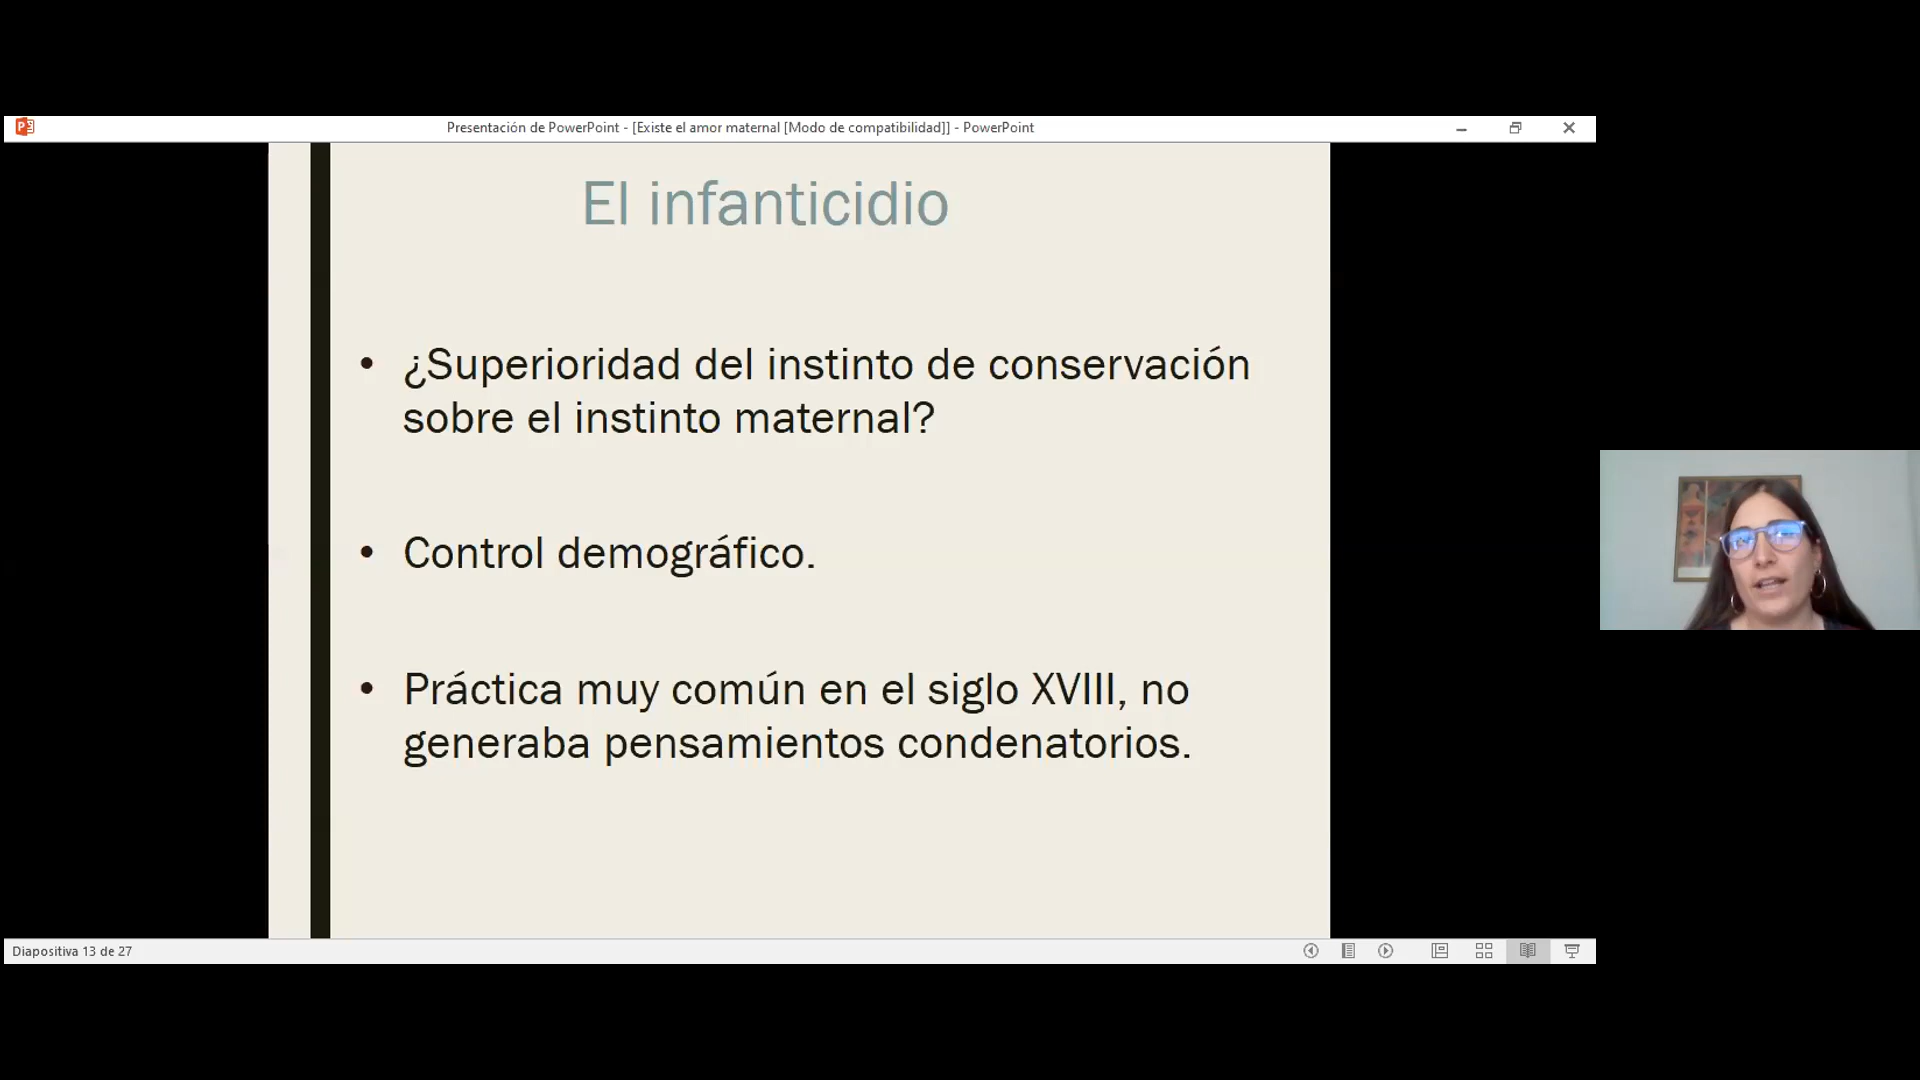 Presentación de PowerPoint - [Existe el amor maternal [Modo de compatibilidad]] - PowerPoint
El infanticidio
• ¿Superioridad del instinto de conservación
sobre el instinto maternal?
• Control demográfico.
• Práctica muy común en el siglo XVIII, no
generaba pensamientos condenatorios.
Diapositiva 13 de 27